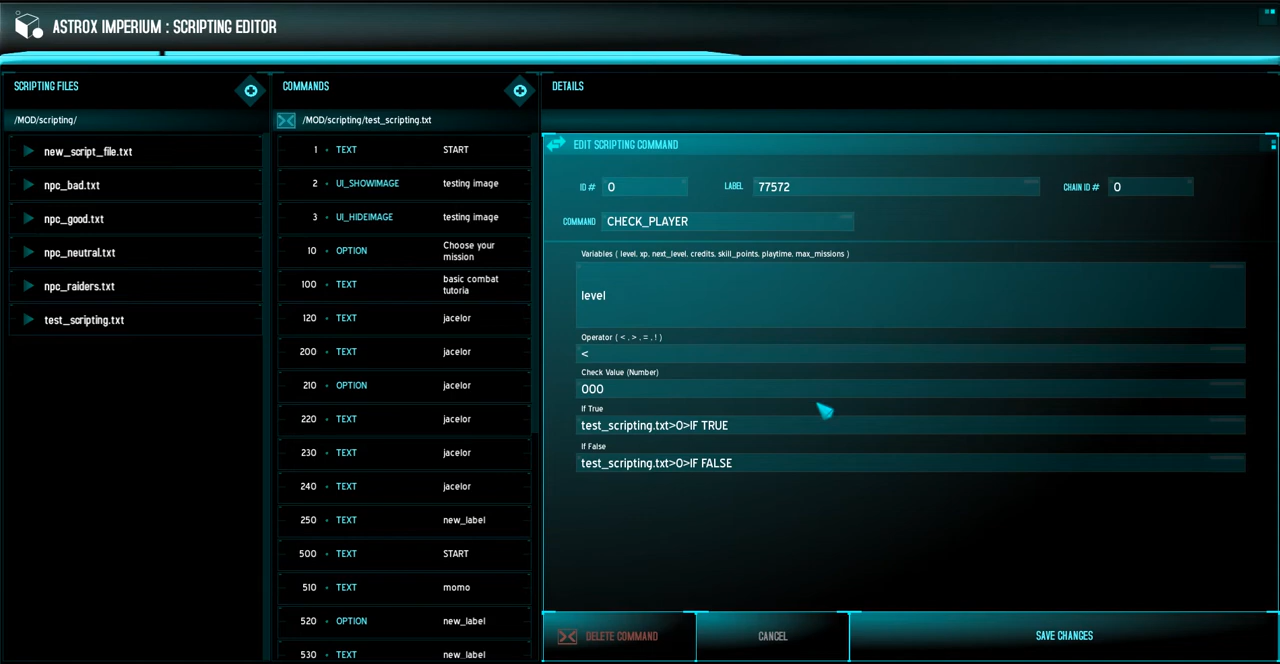 ASTROX IMPERIUM : SCRIPTING EDITOR
SCRIPTING FILES
/MOD/scripting/
new_script_file.txt
npc_bad.txt
npc_good.txt
npc_neutral.txt
npc_raiders.txt
test_scripting.txt
COMMANDS
/MOD/scripting/test_scripting.txt
1 • TEXT START
2 • UI_SHOWIMAGE testing image
3 • UI_HIDEIMAGE testing image
10 • OPTION Choose your
mission
100 • TEXT basic combat
tutoria
120 • TEXT jacelor
200 • TEXT jacelor
210 • OPTION jacelor
220 • TEXT jacelor
230 • TEXT jacelor
240 • TEXT jacelor
250 • TEXT new_label
500 • TEXT START
510 • TEXT momo
520 • OPTION new_label
530 • TEXT new_label
DETAILS
EDIT SCRIPTING COMMAND
ID # 0 LABEL 77572 CHAIN ID # 0
COMMAND CHECK_PLAYER
Variables ( level, xp, next_level, credits, skill_points, playtime, max_missions )
level
Operator ( < . > . = . ! )
<
Check Value (Number)
000
If True
test_scripting.txt>0>IF TRUE
If False
test_scripting.txt>0>IF FALSE
DELETE COMMAND CANCEL SAVE CHANGES